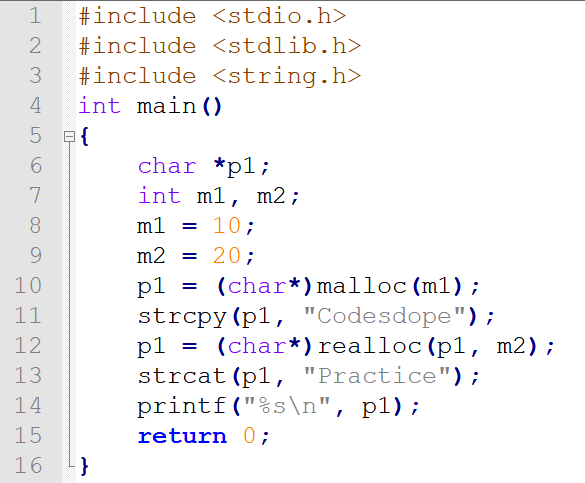 1 #include <stdio.h>
2 #include <stdlib.h>
3 #include <string.h>
4 int main()
5 {
6 char *p1;
7 int m1, m2;
8 m1 = 10;
9 m2 = 20;
10 p1 = (char*)malloc(m1);
11 strcpy(p1, "Codesdope");
12 p1 = (char*)realloc(p1, m2);
13 strcat(p1, "Practice");
14 printf("%s\n", p1);
15 return 0;
16 }